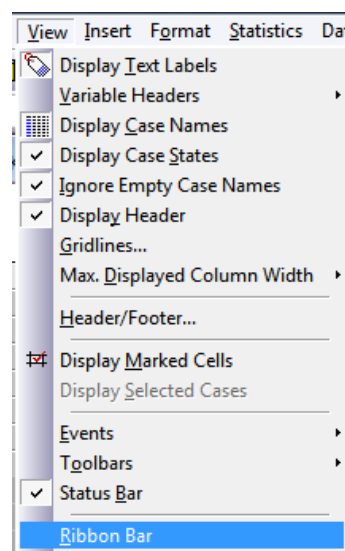 View Insert Format Statistics Da
Display Text Labels
Variable Headers
Display Case Names
Display Case States
Ignore Empty Case Names
Display Header
Gridlines...
Max. Displayed Column Width
Header/Footer...
Display Marked Cells
Display Selected Cases
Events
Toolbars
Status Bar
Ribbon Bar